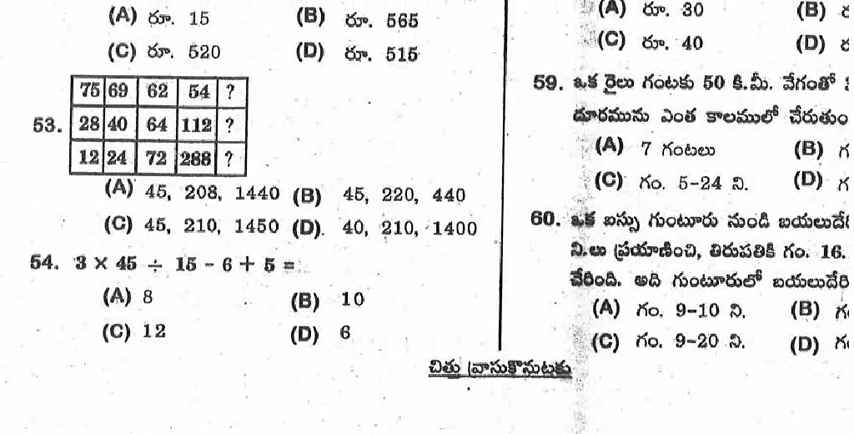 (A) రూ. 15 (B) రూ. 565
(C) రూ. 520 (D) రూ. 515
53.
75 69 62 54 ?
28 40 64 112 ?
12 24 72 288 ?
(A) 45, 208, 1440 (B) 45, 220, 440
(C) 45, 210, 1450 (D). 40, 210, 1400
54. 3 × 45 ÷ 15 - 6 + 5 =
(A) 8 (B) 10
(C) 12 (D) 6
(A) రూ. 30 (B)
(C) రూ. 40 (D)
59. ఒక రైలు గంటకు 50 కి.మీ. వేగంతో
దూరమును ఎంత కాలములో చేరుతుం
(A) 7 గంటలు (B) గ
(C) గం. 5-24 ని. (D) గ
60. ఒక బస్సు గుంటూరు నుండి బయలుదే
ని.లు ప్రయాణించి, తిరుపతికి గం. 16.
చేరింది. అది గుంటూరులో బయలుదేరి
(A) గం. 9-10 ని. (B) గ
(C) గం. 9-20 ని. (D) గ
చిత్తు వ్రాసుకొనుటకు